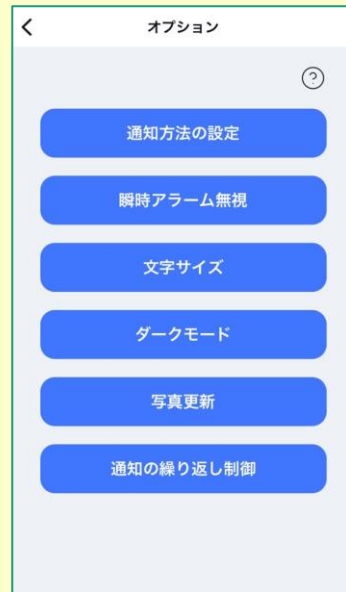 オプション
?
通知方法の設定
瞬時アラーム無視
文字サイズ
ダークモード
写真更新
通知の繰り返し制御